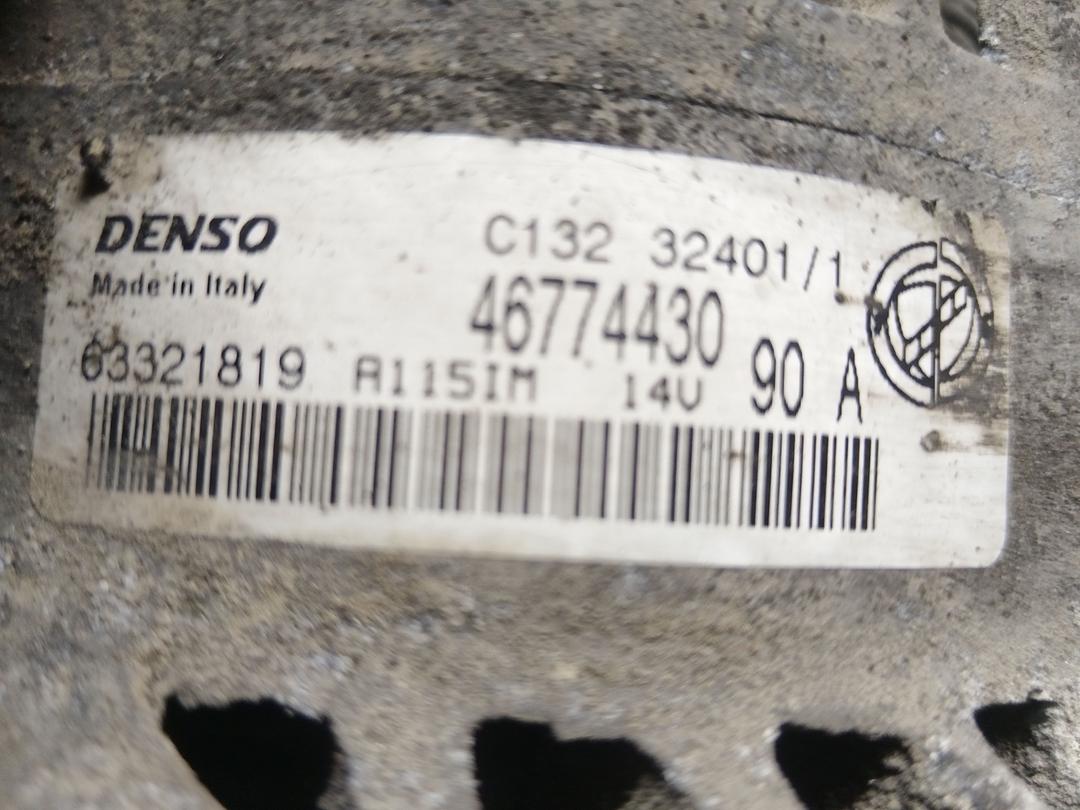 DENSO
Made in Italy
C132 32401/1
46774430
63321819 A115IM 14V 90 A